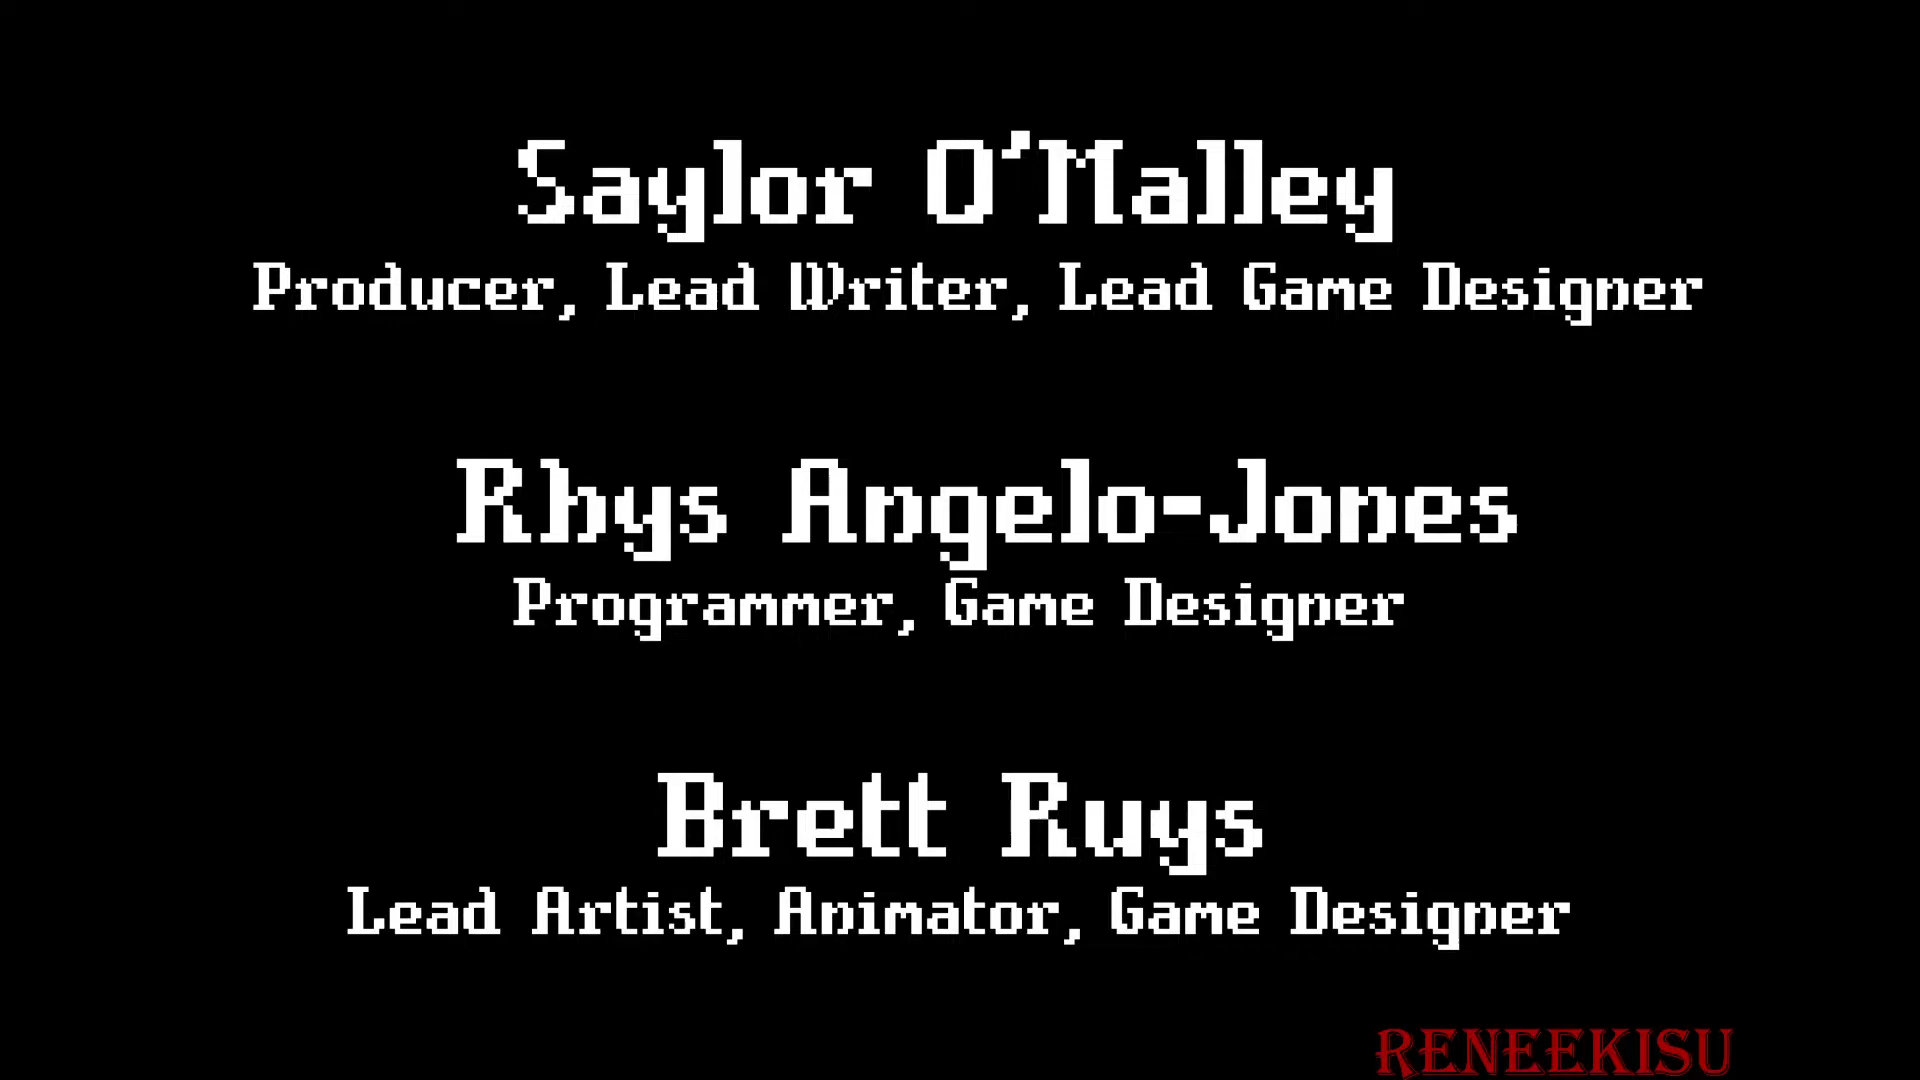 Saylor O'Malley
Producer, Lead Writer, Lead Game Designer
Rhys Angelo-Jones
Programmer, Game Designer
Brett Ruys
Lead Artist, Animator, Game Designer
RENEEKISU